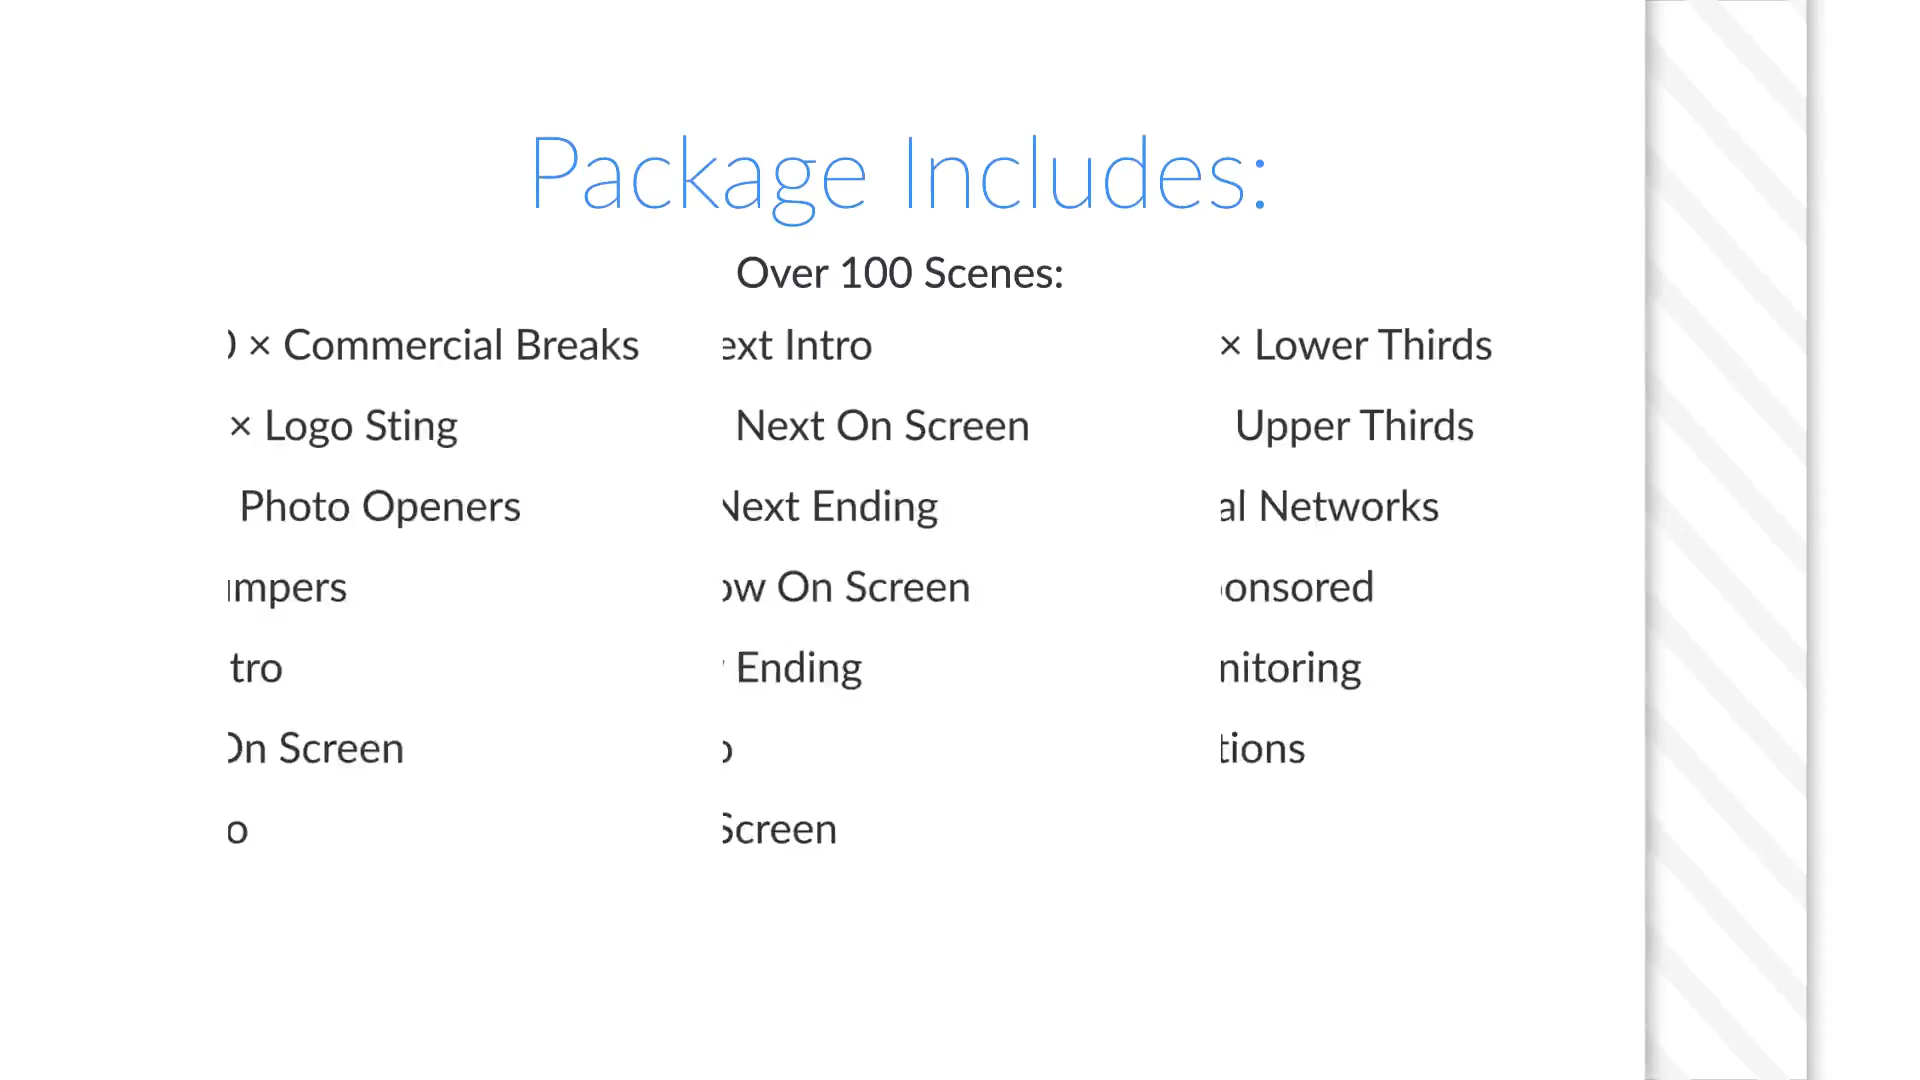 Package Includes:
Over 100 Scenes:
× Commercial Breaks
× Logo Sting
Photo Openers
mpers
tro
On Screen
o
ext Intro
Next On Screen
Next Ending
ow On Screen
Ending
o
Screen
× Lower Thirds
Upper Thirds
al Networks
onsored
nitoring
tions